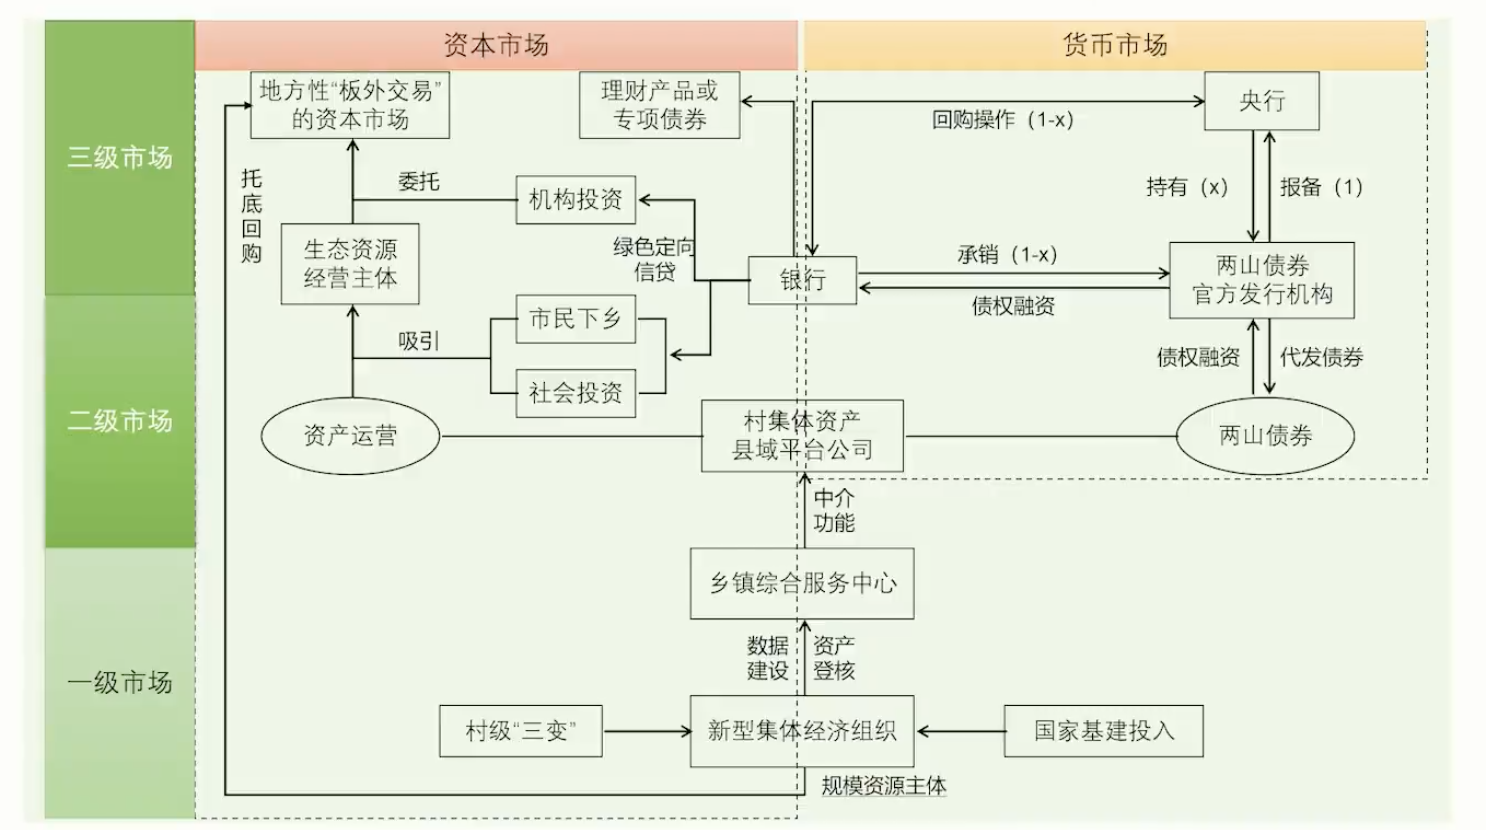 资本市场
货币市场
三级市场
二级市场
一级市场
地方性“板外交易”
的资本市场
理财产品或
专项债券
央行
回购操作（1-x）
托
底
回
购
委托
机构投资
持有（x）
报备（1）
生态资源
经营主体
绿色定向
信贷
银行
承销（1-x）
债权融资
两山债券
官方发行机构
市民下乡
吸引
社会投资
债权融资
代发债券
资产运营
村集体资产
县域平台公司
两山债券
中介
功能
乡镇综合服务中心
数据
建设
资产
登核
村级“三变”
新型集体经济组织
国家基建投入
规模资源主体